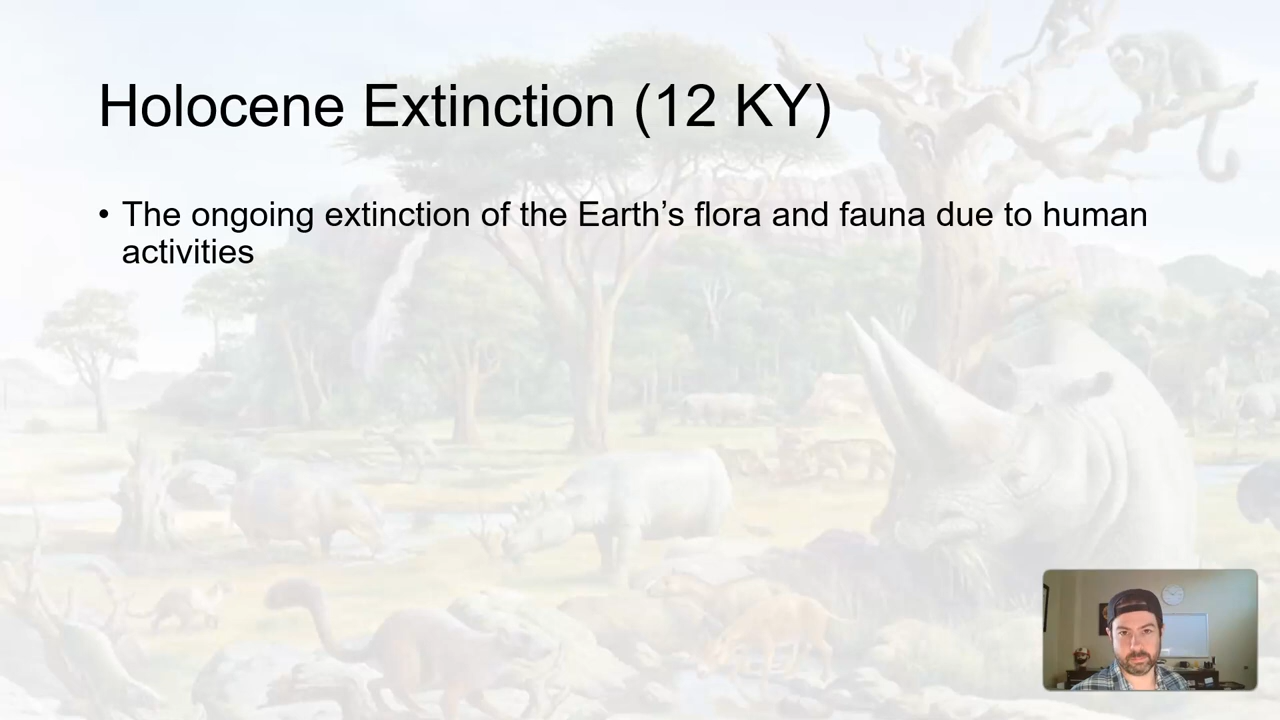 Holocene Extinction (12 KY)
• The ongoing extinction of the Earth’s flora and fauna due to human
activities